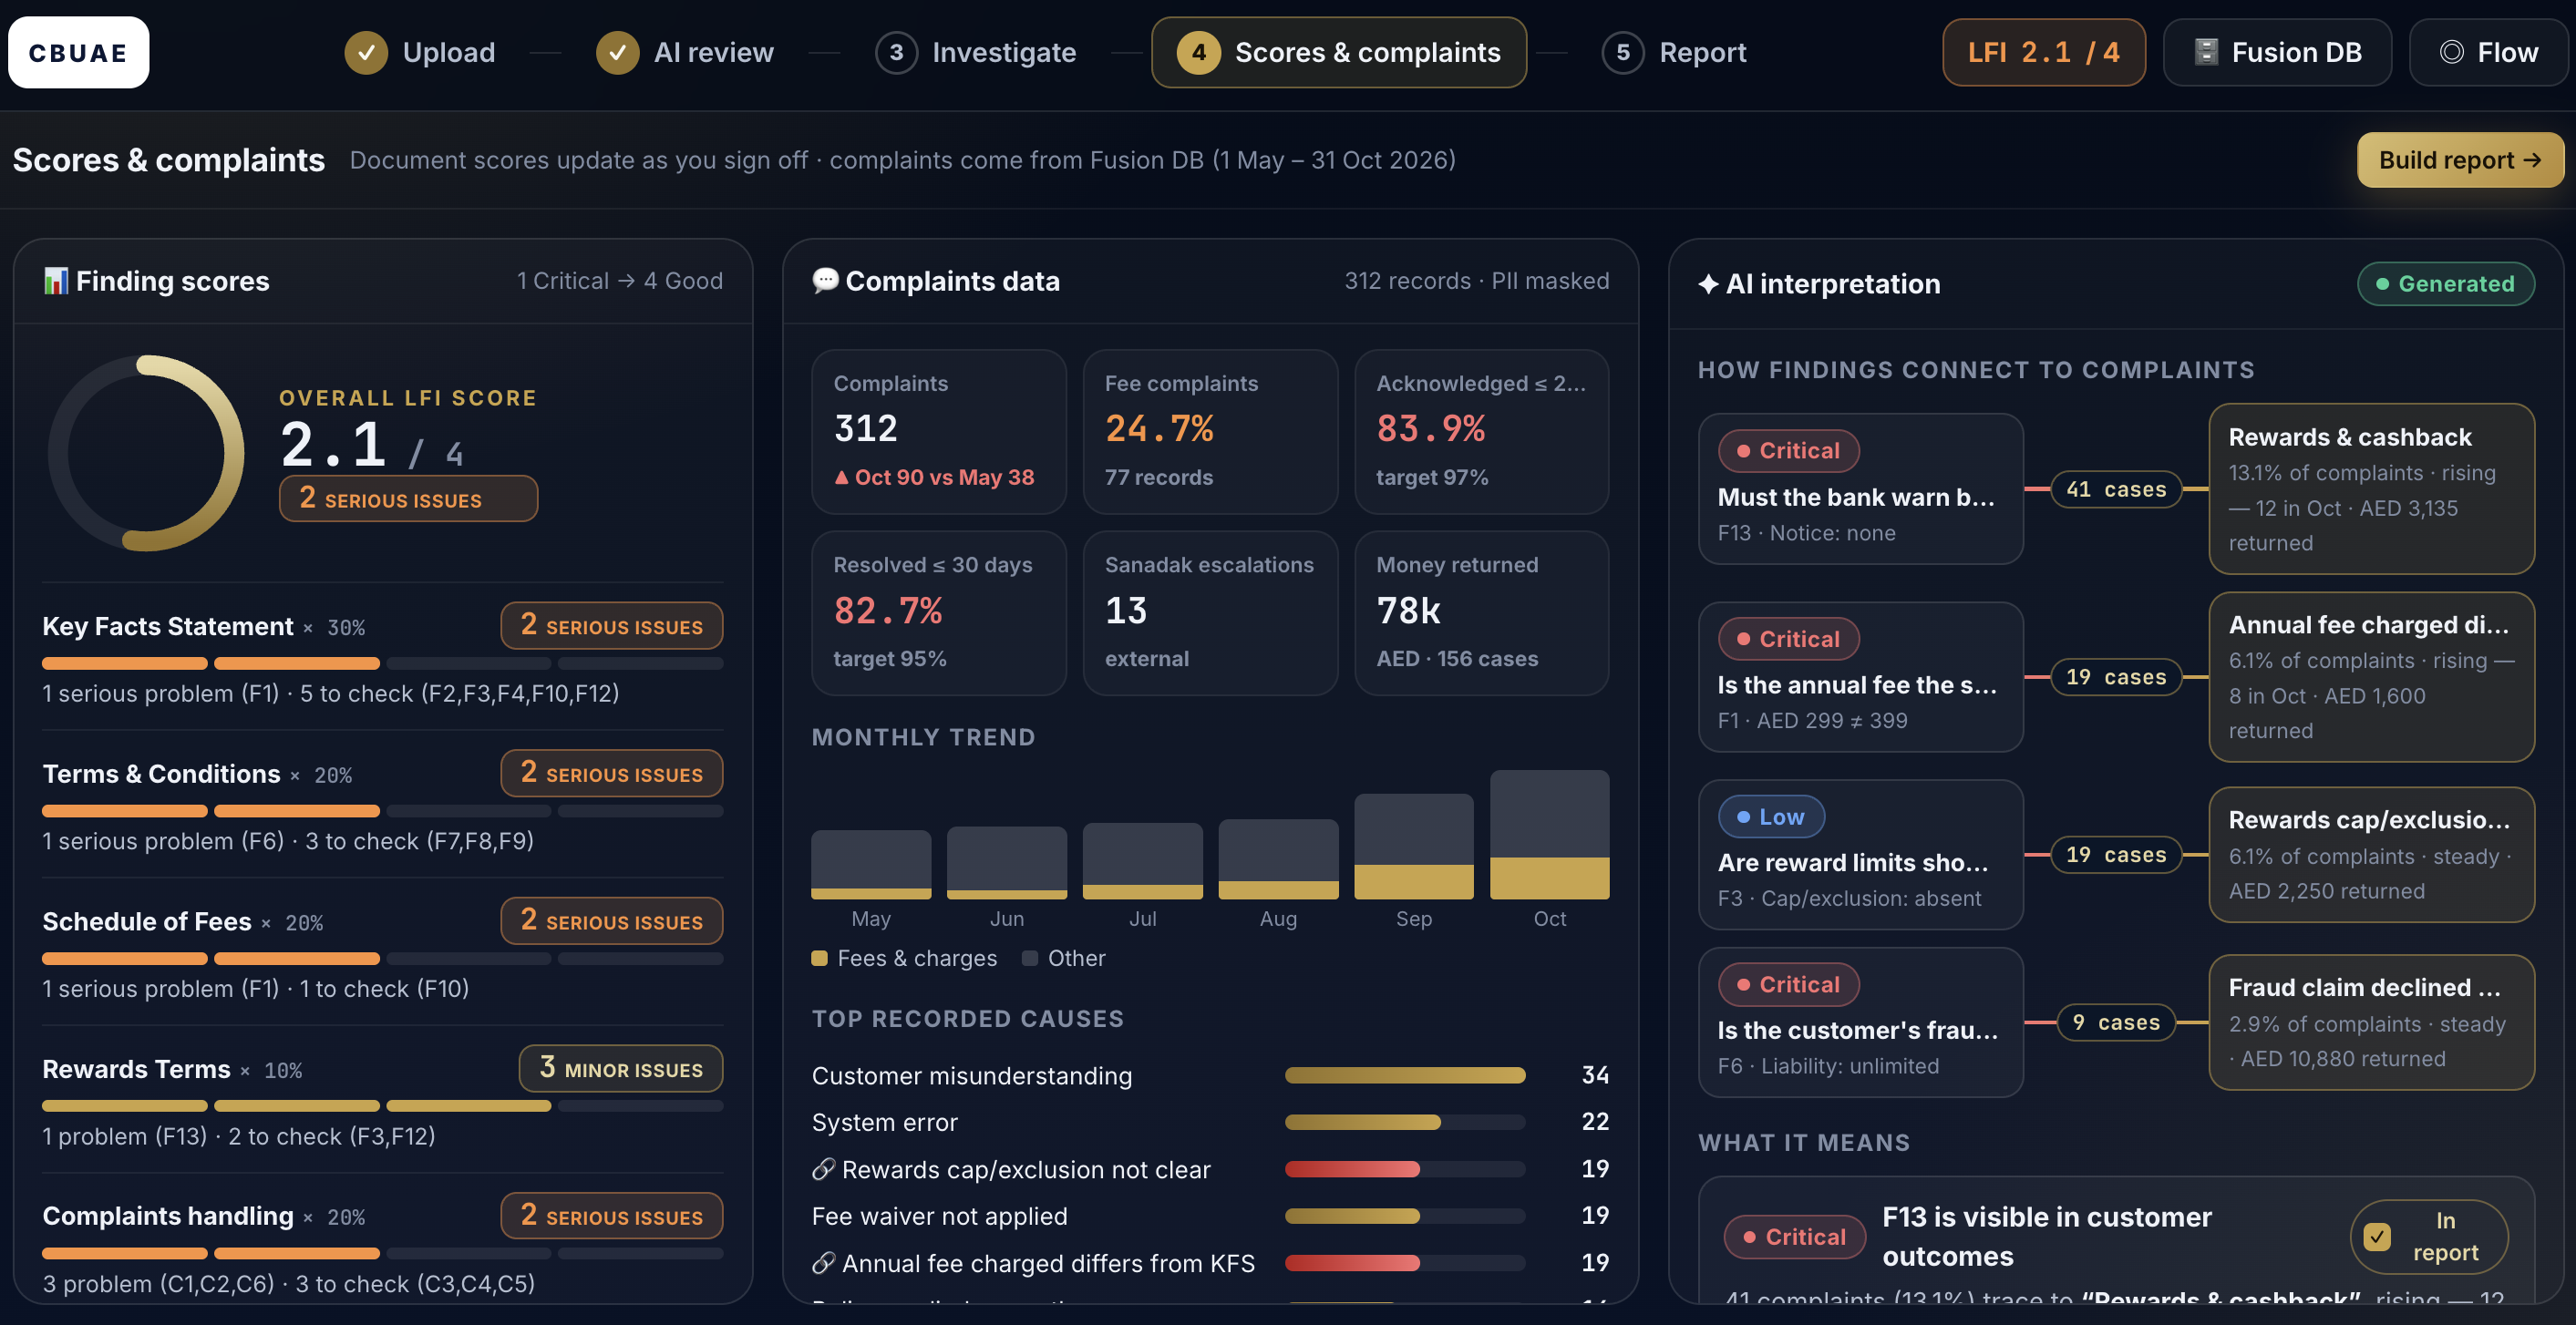 CBUAE
Upload
AI review
3 Investigate
4 Scores & complaints
5 Report
LFI 2.1 / 4
Fusion DB
Flow
Scores & complaints
Document scores update as you sign off · complaints come from Fusion DB (1 May – 31 Oct 2026)
Build report →
Finding scores
1 Critical → 4 Good
OVERALL LFI SCORE
2.1 / 4
2 SERIOUS ISSUES
Key Facts Statement × 30%
2 SERIOUS ISSUES
1 serious problem (F1) · 5 to check (F2,F3,F4,F10,F12)
Terms & Conditions × 20%
2 SERIOUS ISSUES
1 serious problem (F6) · 3 to check (F7,F8,F9)
Schedule of Fees × 20%
2 SERIOUS ISSUES
1 serious problem (F1) · 1 to check (F10)
Rewards Terms × 10%
3 MINOR ISSUES
1 problem (F13) · 2 to check (F3,F12)
Complaints handling × 20%
2 SERIOUS ISSUES
3 problem (C1,C2,C6) · 3 to check (C3,C4,C5)
Complaints data
312 records · PII masked
Complaints
312
▲ Oct 90 vs May 38
Fee complaints
24.7%
77 records
Acknowledged ≤ 2...
83.9%
target 97%
Resolved ≤ 30 days
82.7%
target 95%
Sanadak escalations
13
external
Money returned
78k
AED · 156 cases
MONTHLY TREND
May
Jun
Jul
Aug
Sep
Oct
Fees & charges
Other
TOP RECORDED CAUSES
Customer misunderstanding 34
System error 22
Rewards cap/exclusion not clear 19
Fee waiver not applied 19
Annual fee charged differs from KFS 19
AI interpretation
Generated
HOW FINDINGS CONNECT TO COMPLAINTS
Critical
Must the bank warn b...
F13 · Notice: none
41 cases
Rewards & cashback
13.1% of complaints · rising
— 12 in Oct · AED 3,135
returned
Critical
Is the annual fee the s...
F1 · AED 299 ≠ 399
19 cases
Annual fee charged di...
6.1% of complaints · rising —
8 in Oct · AED 1,600
returned
Low
Are reward limits sho...
F3 · Cap/exclusion: absent
19 cases
Rewards cap/exclusio...
6.1% of complaints · steady ·
AED 2,250 returned
Critical
Is the customer's frau...
F6 · Liability: unlimited
9 cases
Fraud claim declined ...
2.9% of complaints · steady
· AED 10,880 returned
WHAT IT MEANS
Critical
F13 is visible in customer
outcomes
In
report
41 complaints (13.1%) trace to “Rewards & cashback”, rising — 12